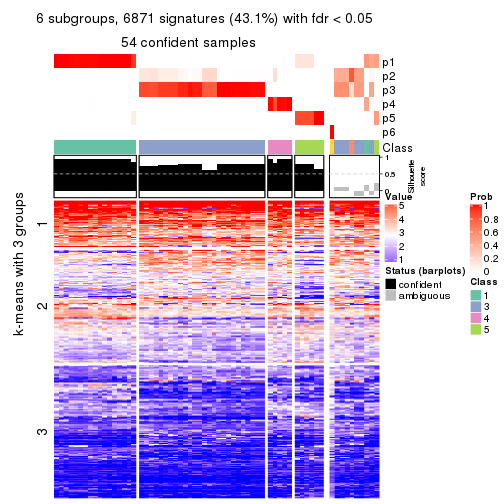 6 subgroups, 6871 signatures (43.1%) with fdr < 0.05
54 confident samples
p1
p2
p3
p4
p5
p6
Class
1
0.5
0
Silhouette
score
k-means with 3 groups
1
2
3
Value
5
4
3
2
1
Status (barplots)
confident
ambiguous
Prob
1
0.8
0.6
0.4
0.2
0
Class
1
3
4
5